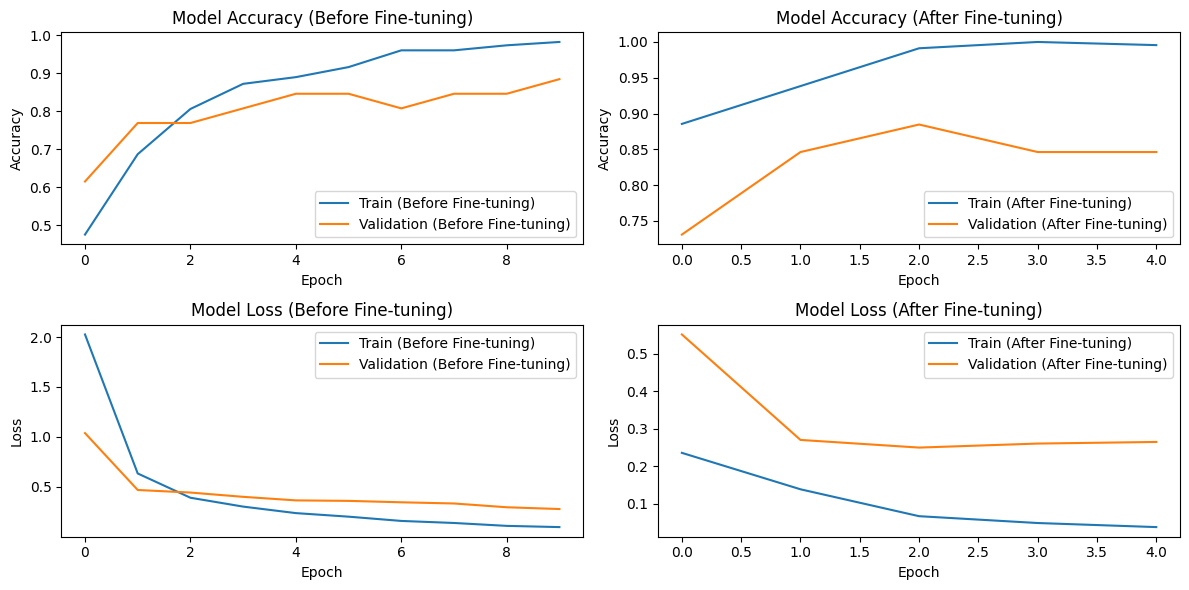 Model Accuracy (Before Fine-tuning)
Accuracy
1.0
0.9
0.8
0.7
0.6
0.5
0 2 4 6 8
Epoch
Train (Before Fine-tuning)
Validation (Before Fine-tuning)
Model Accuracy (After Fine-tuning)
Accuracy
1.00
0.95
0.90
0.85
0.80
0.75
0.0 0.5 1.0 1.5 2.0 2.5 3.0 3.5 4.0
Epoch
Train (After Fine-tuning)
Validation (After Fine-tuning)
Model Loss (Before Fine-tuning)
Loss
2.0
1.5
1.0
0.5
0 2 4 6 8
Epoch
Train (Before Fine-tuning)
Validation (Before Fine-tuning)
Model Loss (After Fine-tuning)
Loss
0.5
0.4
0.3
0.2
0.1
0.0 0.5 1.0 1.5 2.0 2.5 3.0 3.5 4.0
Epoch
Train (After Fine-tuning)
Validation (After Fine-tuning)